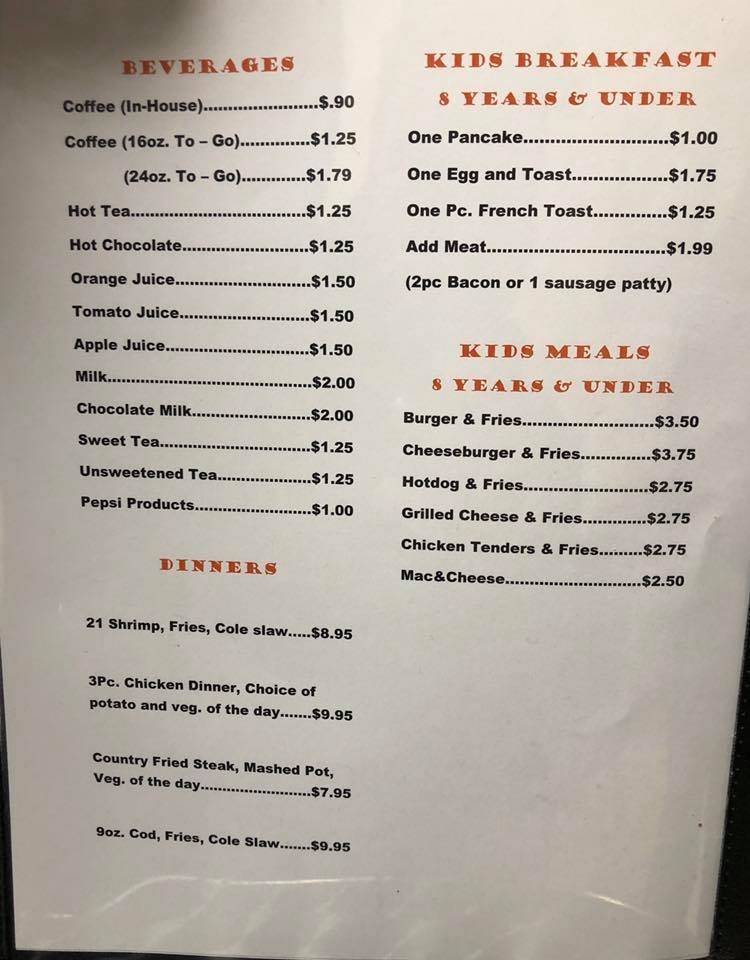 BEVERAGES
Coffee (In-House).......................$.90
Coffee (16oz. To – Go)..............$1.25
(24oz. To – Go).............$1.79
Hot Tea...................................$1.25
Hot Chocolate.........................$1.25
Orange Juice...........................$1.50
Tomato Juice..........................$1.50
Apple Juice.............................$1.50
Milk.........................................$2.00
Chocolate Milk........................$2.00
Sweet Tea..............................$1.25
Unsweetened Tea...................$1.25
Pepsi Products.......................$1.00
DINNERS
21 Shrimp, Fries, Cole slaw.....$8.95
3Pc. Chicken Dinner, Choice of
potato and veg. of the day.......$9.95
Country Fried Steak, Mashed Pot,
Veg. of the day........................$7.95
9oz. Cod, Fries, Cole Slaw.......$9.95
KIDS BREAKFAST
8 YEARS & UNDER
One Pancake............................$1.00
One Egg and Toast...................$1.75
One Pc. French Toast..............$1.25
Add Meat...................................$1.99
(2pc Bacon or 1 sausage patty)
KIDS MEALS
8 YEARS & UNDER
Burger & Fries..........................$3.50
Cheeseburger & Fries..............$3.75
Hotdog & Fries.........................$2.75
Grilled Cheese & Fries.............$2.75
Chicken Tenders & Fries.........$2.75
Mac&Cheese............................$2.50